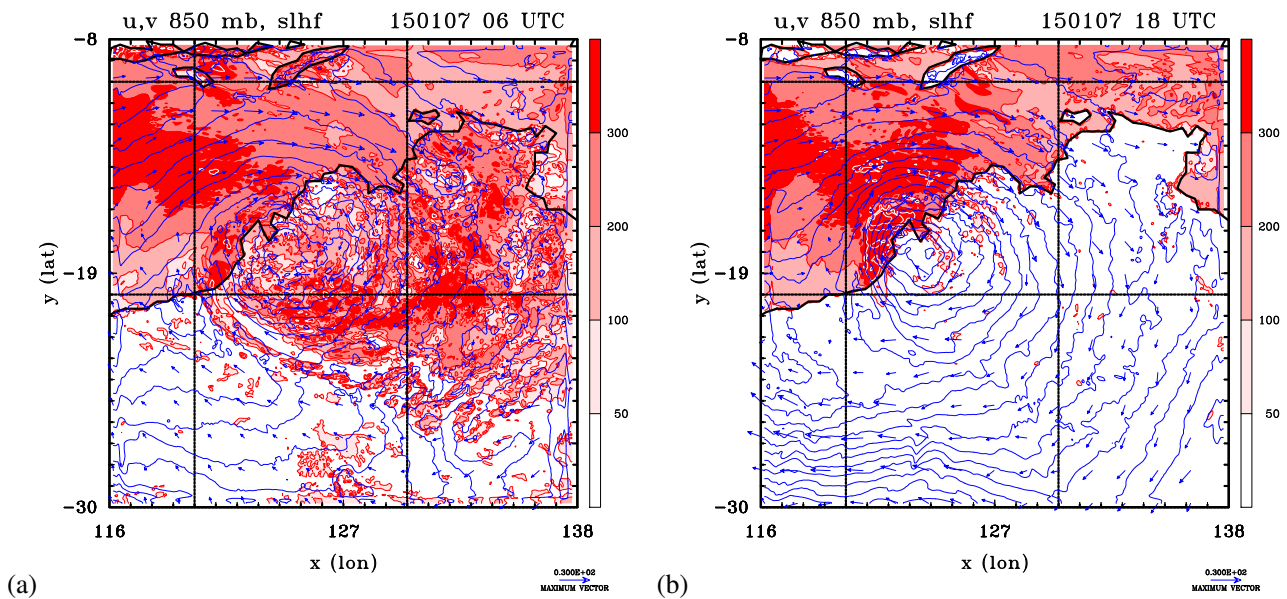 u,v 850 mb, slhf 150107 06 UTC
-8
-19
-30
y (lat)
116 127 138
x (lon)
300
200
100
50
0.300E+02
MAXIMUM VECTOR
(a)
u,v 850 mb, slhf 150107 18 UTC
-8
-19
-30
y (lat)
116 127 138
x (lon)
300
200
100
50
0.300E+02
MAXIMUM VECTOR
(b)